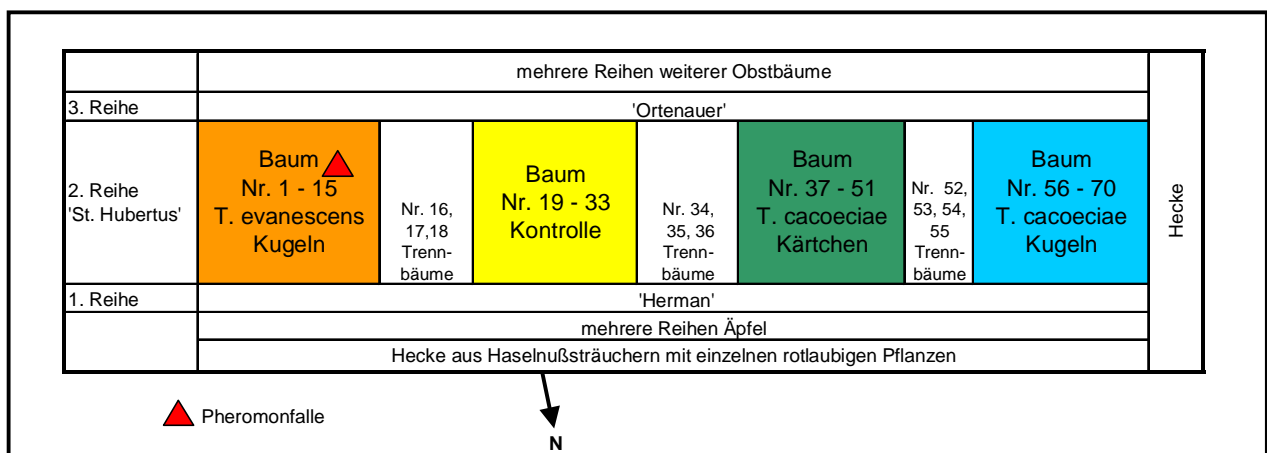 mehrere Reihen weiterer Obstbäume
3. Reihe
'Ortenauer'
2. Reihe
'St. Hubertus'
Baum
Nr. 1 - 15
T. evanescens
Kugeln
Nr. 16,
17,18
Trenn-
bäume
Baum
Nr. 19 - 33
Kontrolle
Nr. 34,
35, 36
Trenn-
bäume
Baum
Nr. 37 - 51
T. cacoeciae
Kärtchen
Nr. 52,
53, 54,
55
Trenn-
bäume
Baum
Nr. 56 - 70
T. cacoeciae
Kugeln
Hecke
1. Reihe
'Herman'
mehrere Reihen Äpfel
Hecke aus Haselnußsträuchern mit einzelnen rotlaubigen Pflanzen
Pheromonfalle
N